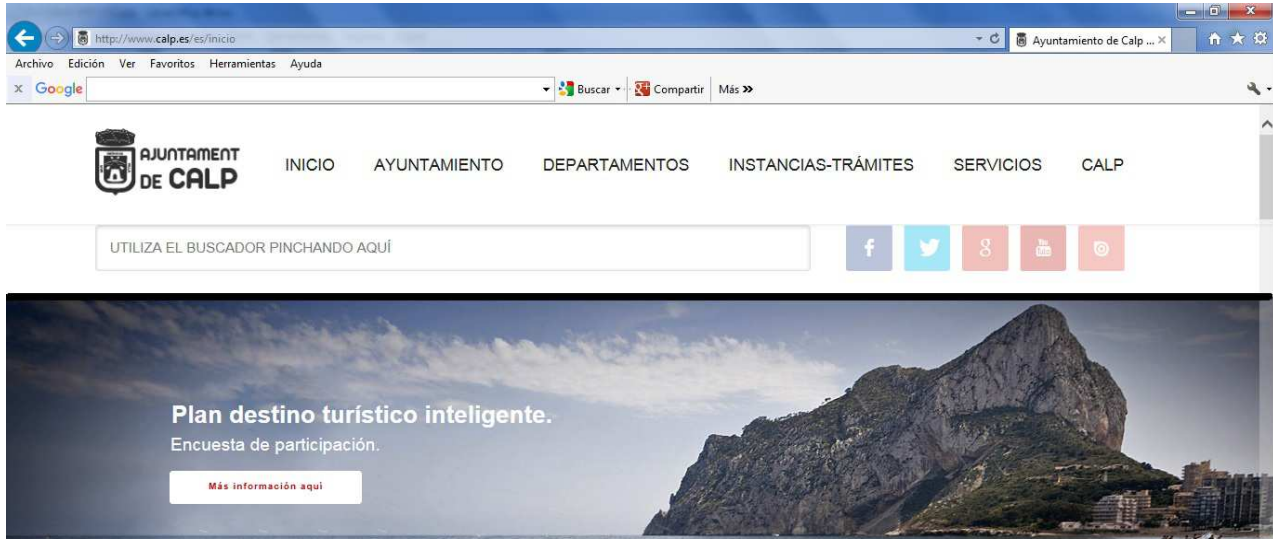 http://www.calp.es/es/inicio
Ayuntamiento de Calp ...
Archivo Edición Ver Favoritos Herramientas Ayuda
x Google Buscar Compartir Más »
AJUNTAMENT
DE CALP
INICIO AYUNTAMIENTO DEPARTAMENTOS INSTANCIAS-TRÁMITES SERVICIOS CALP
UTILIZA EL BUSCADOR PINCHANDO AQUÍ
Plan destino turístico inteligente.
Encuesta de participación.
Más información aquí